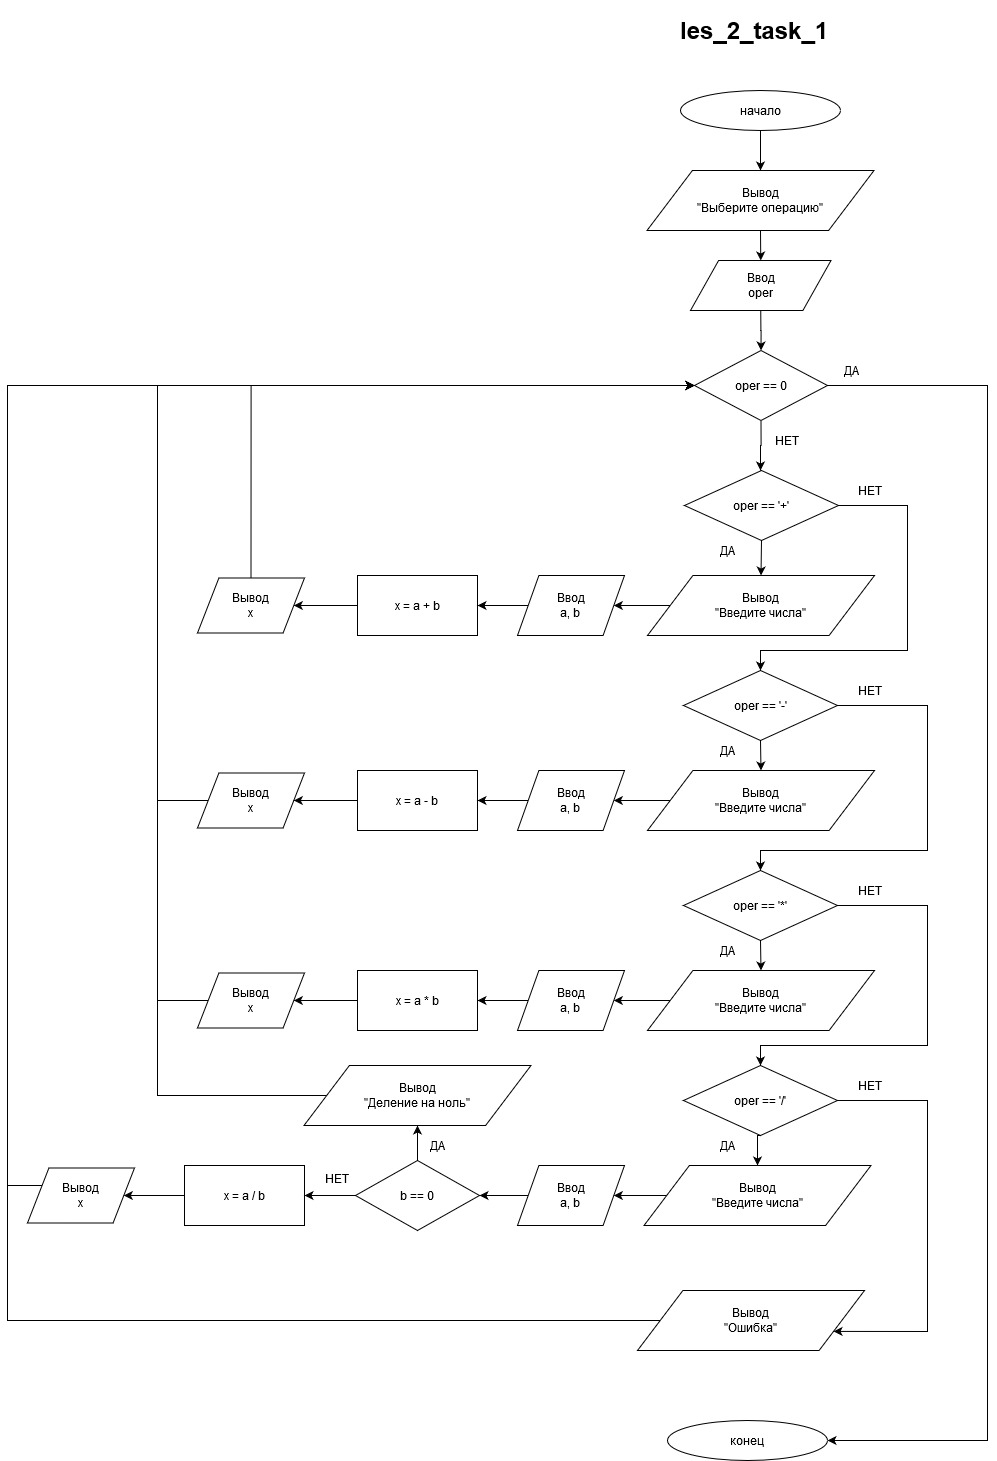 les_2_task_1
начало
Вывод
"Выберите операцию"
Ввод
oper
oper == 0
ДА
НЕТ
oper == '+'
НЕТ
ДА
Вывод
"Введите числа"
Ввод
a, b
x = a + b
Вывод
x
oper == '-'
НЕТ
ДА
Вывод
"Введите числа"
Ввод
a, b
x = a - b
Вывод
x
oper == '*'
НЕТ
ДА
Вывод
"Введите числа"
Ввод
a, b
x = a * b
Вывод
x
oper == '/'
НЕТ
ДА
Вывод
"Введите числа"
Ввод
a, b
b == 0
ДА
Вывод
"Деление на ноль"
НЕТ
x = a / b
Вывод
x
Вывод
"Ошибка"
конец